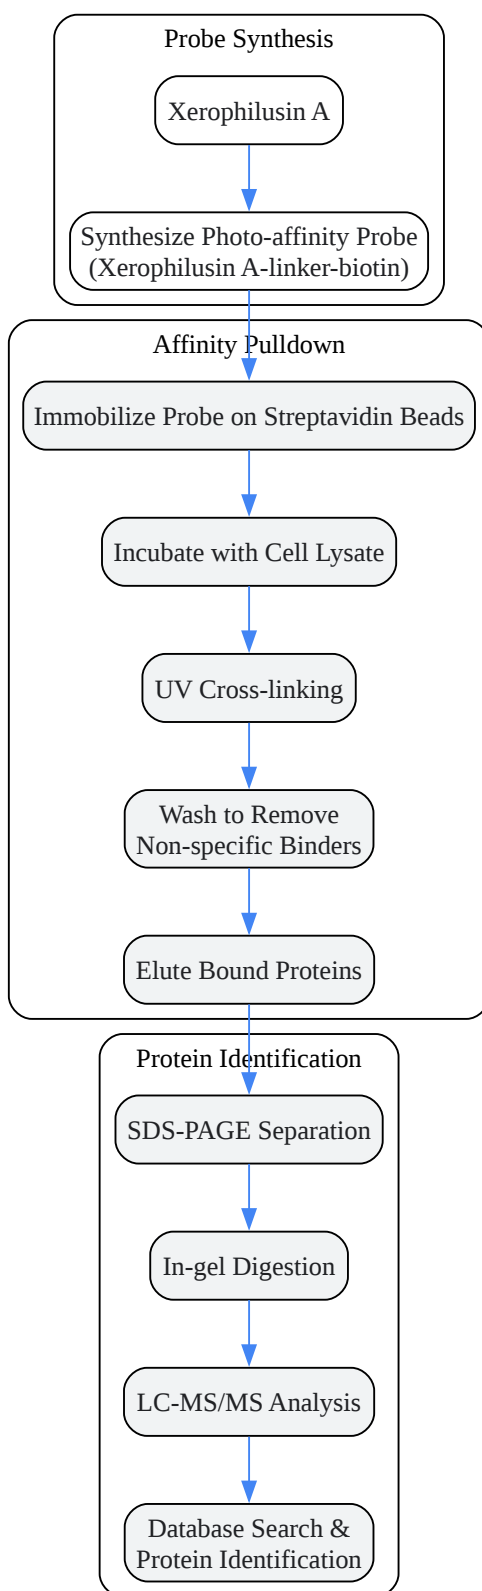 Probe Synthesis
Xerophilusin A
Synthesize Photo-affinity Probe
(Xerophilusin A-linker-biotin)
Affinity Pulldown
Immobilize Probe on Streptavidin Beads
Incubate with Cell Lysate
UV Cross-linking
Wash to Remove
Non-specific Binders
Elute Bound Proteins
Protein Identification
SDS-PAGE Separation
In-gel Digestion
LC-MS/MS Analysis
Database Search &
Protein Identification